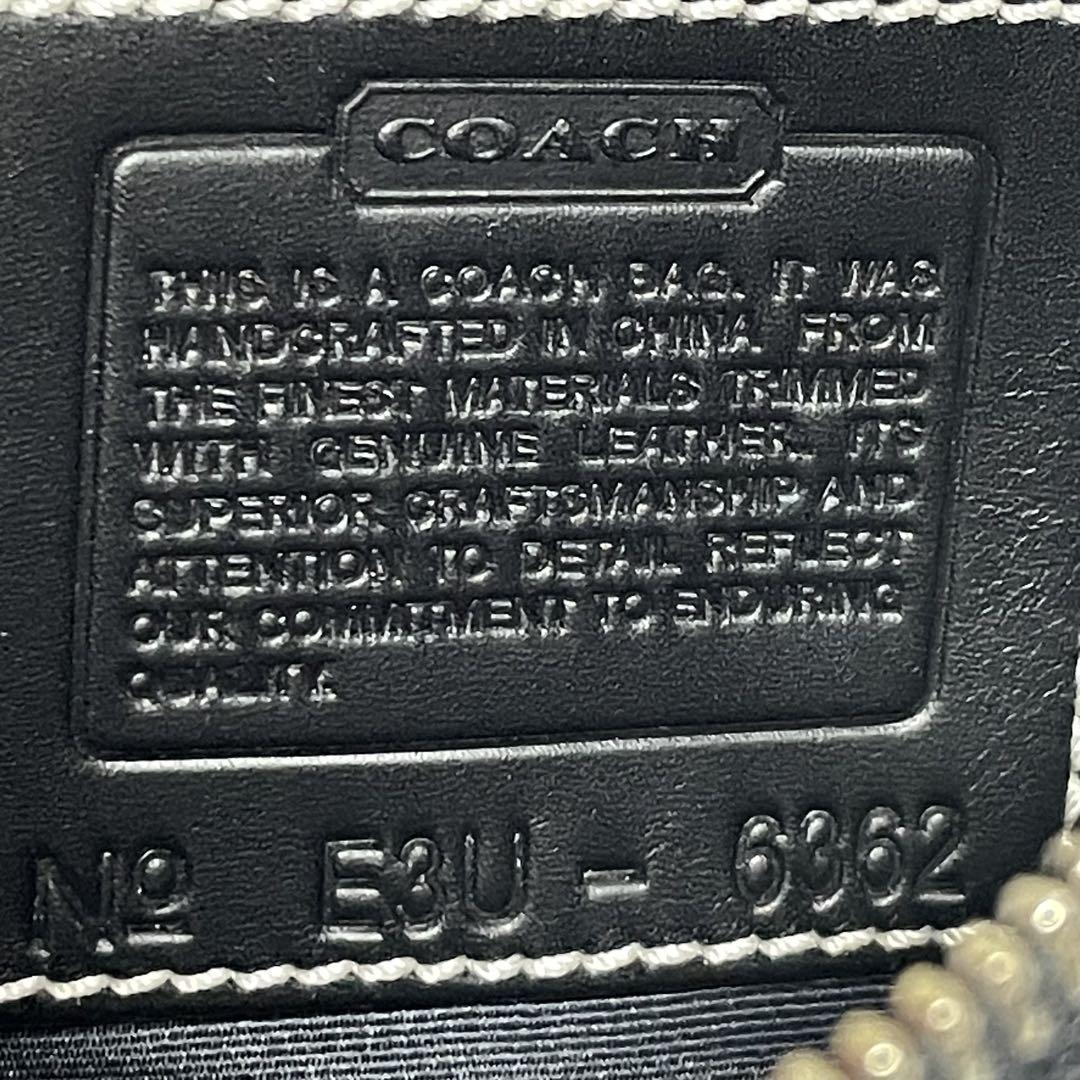 COACH
THIS IS A COACH BAG. IT WAS
HANDCRAFTED IN CHINA FROM
THE FINEST MATERIALS TRIMMED
WITH GENUINE LEATHER. ITS
SUPERIOR CRAFTSMANSHIP AND
ATTENTION TO DETAIL REFLECT
OUR COMMITMENT TO ENDURING
QUALITY.
Nº E3U - 6362